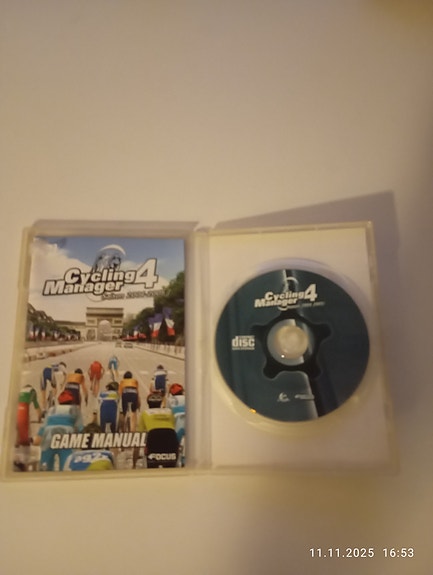 Cycling
Manager 4
GAME MANUAL
FOCUS
Cycling
Manager 4
disc
11.11.2025 16:53